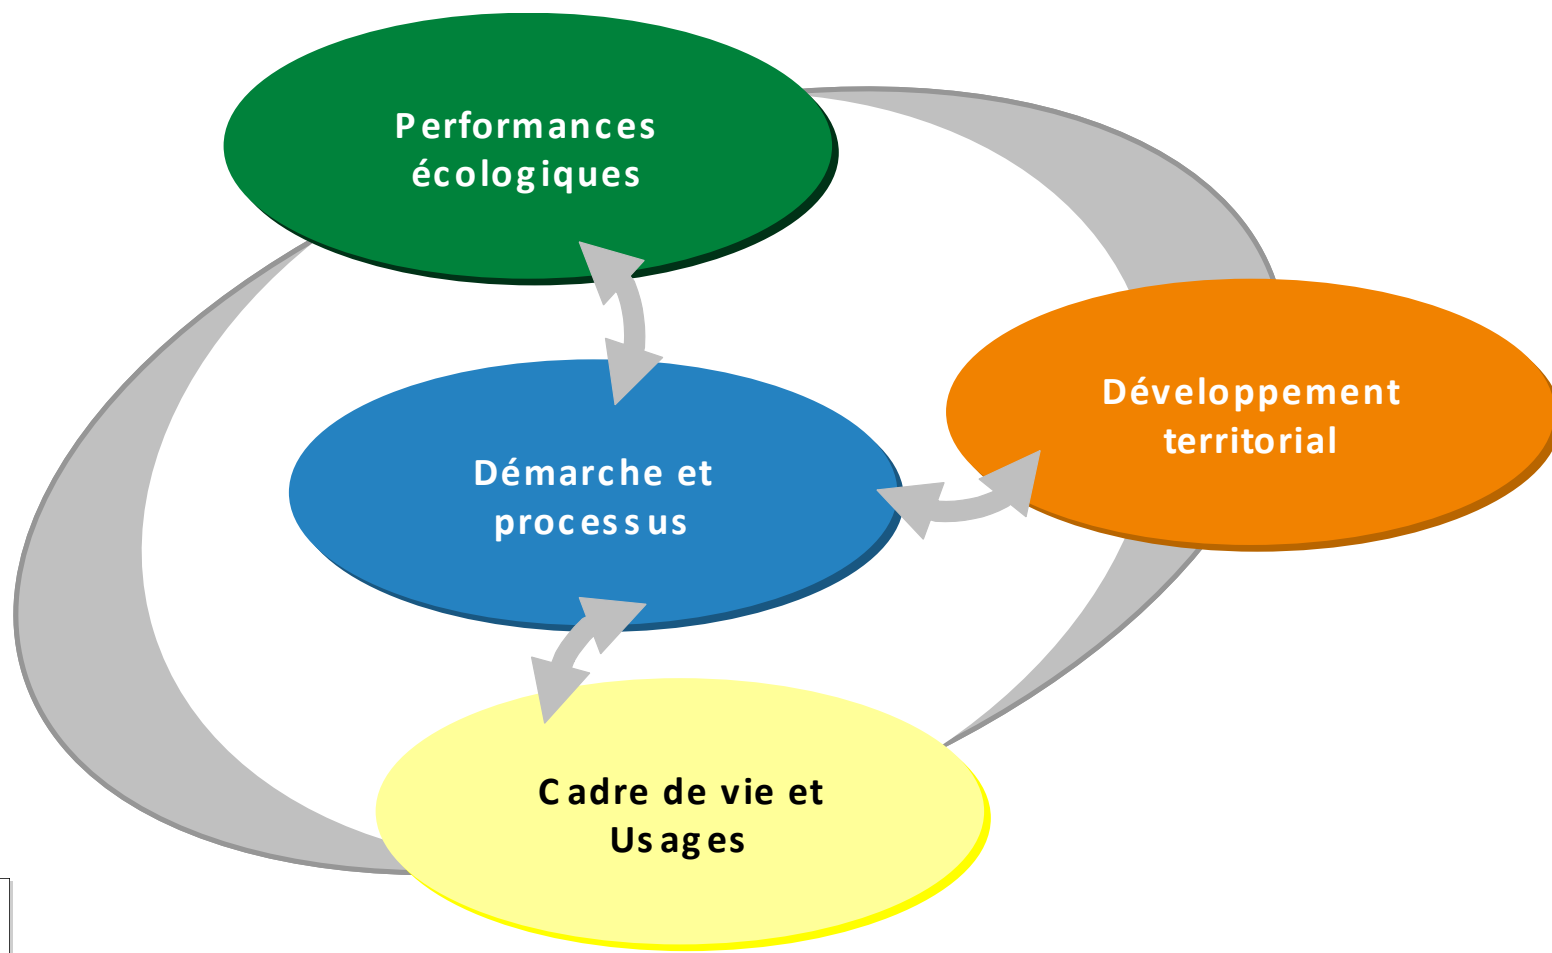 Performances
écologiques
Développement
territorial
Démarche et
processus
Cadre de vie et
Usages